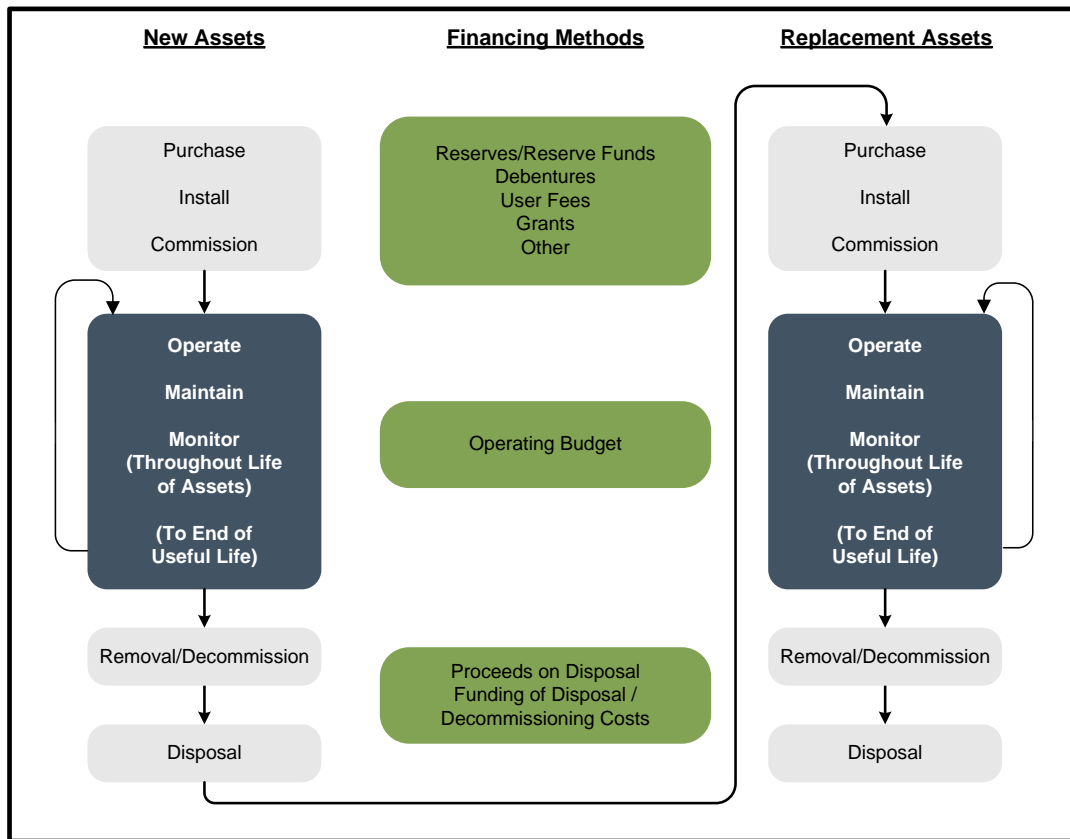 New Assets
Financing Methods
Replacement Assets
Purchase
Install
Commission
Reserves/Reserve Funds
Debentures
User Fees
Grants
Other
Purchase
Install
Commission
Operate
Maintain
Monitor
(Throughout Life
of Assets)
(To End of
Useful Life)
Operating Budget
Operate
Maintain
Monitor
(Throughout Life
of Assets)
(To End of
Useful Life)
Removal/Decommission
Proceeds on Disposal
Funding of Disposal /
Decommissioning Costs
Removal/Decommission
Disposal
Disposal